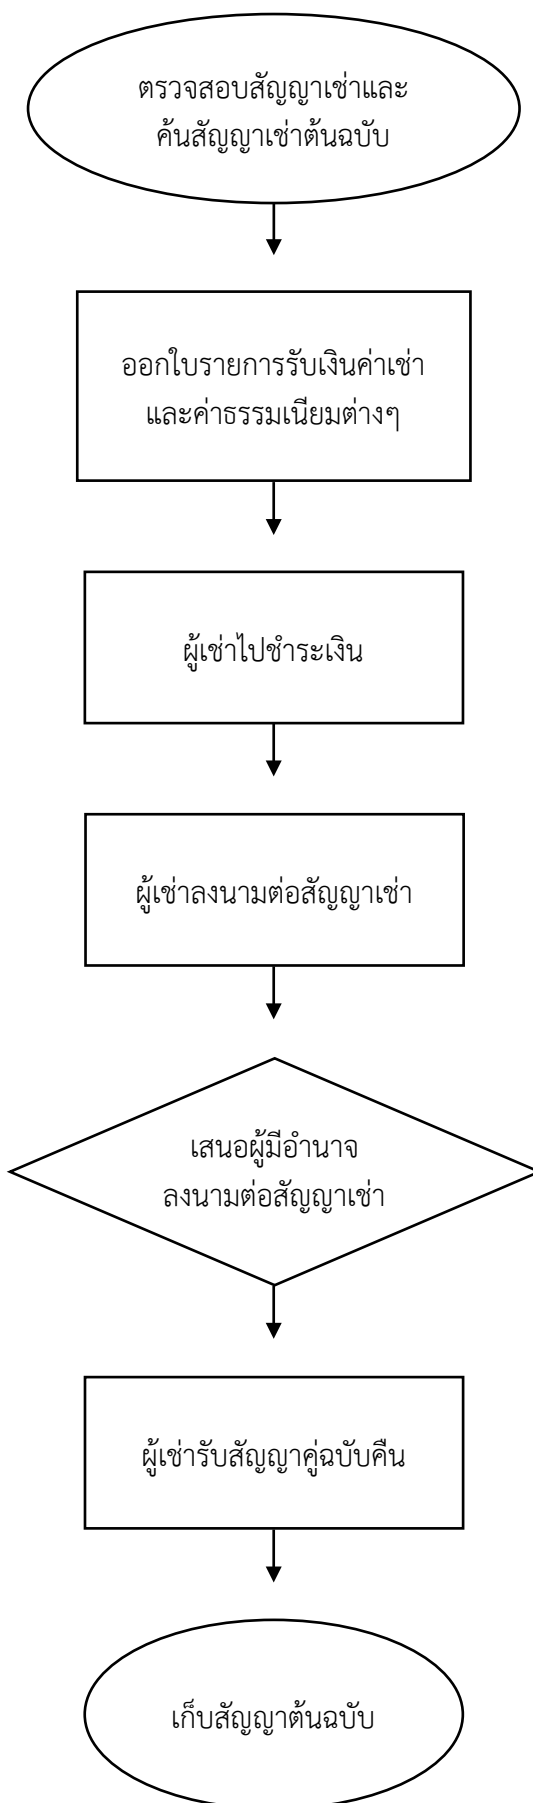 ตรวจสอบสัญญาเช่าและ
ค้นสัญญาเช่าต้นฉบับ
ออกใบรายการรับเงินค่าเช่า
และค่าธรรมเนียมต่างๆ
ผู้เช่าไปชำระเงิน
ผู้เช่าลงนามต่อสัญญาเช่า
เสนอผู้มีอำนาจ
ลงนามต่อสัญญาเช่า
ผู้เช่ารับสัญญาคู่ฉบับคืน
เก็บสัญญาต้นฉบับ